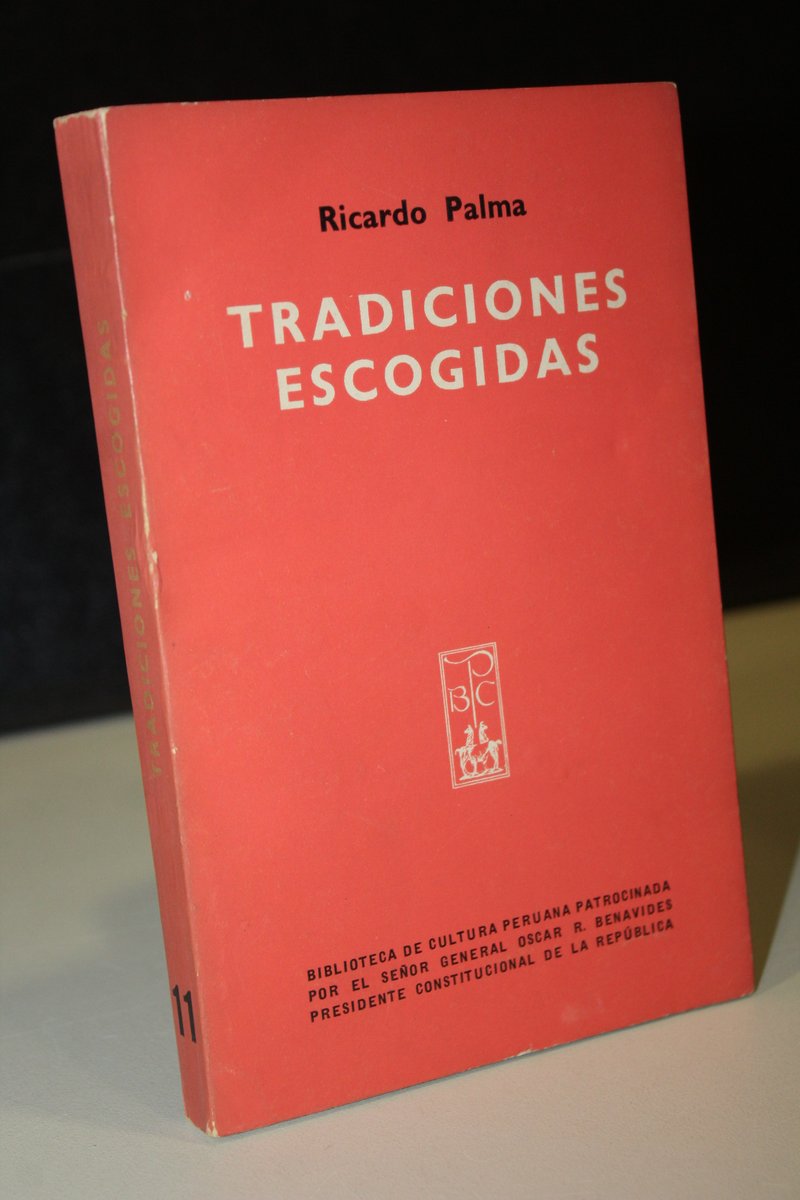 Ricardo Palma
TRADICIONES
ESCOGIDAS
BPC
BIBLIOTECA DE CULTURA PERUANA PATROCINADA
POR EL SEÑOR GENERAL OSCAR R. BENAVIDES
PRESIDENTE CONSTITUCIONAL DE LA REPÚBLICA
TRADICIONES ESCOGIDAS
11